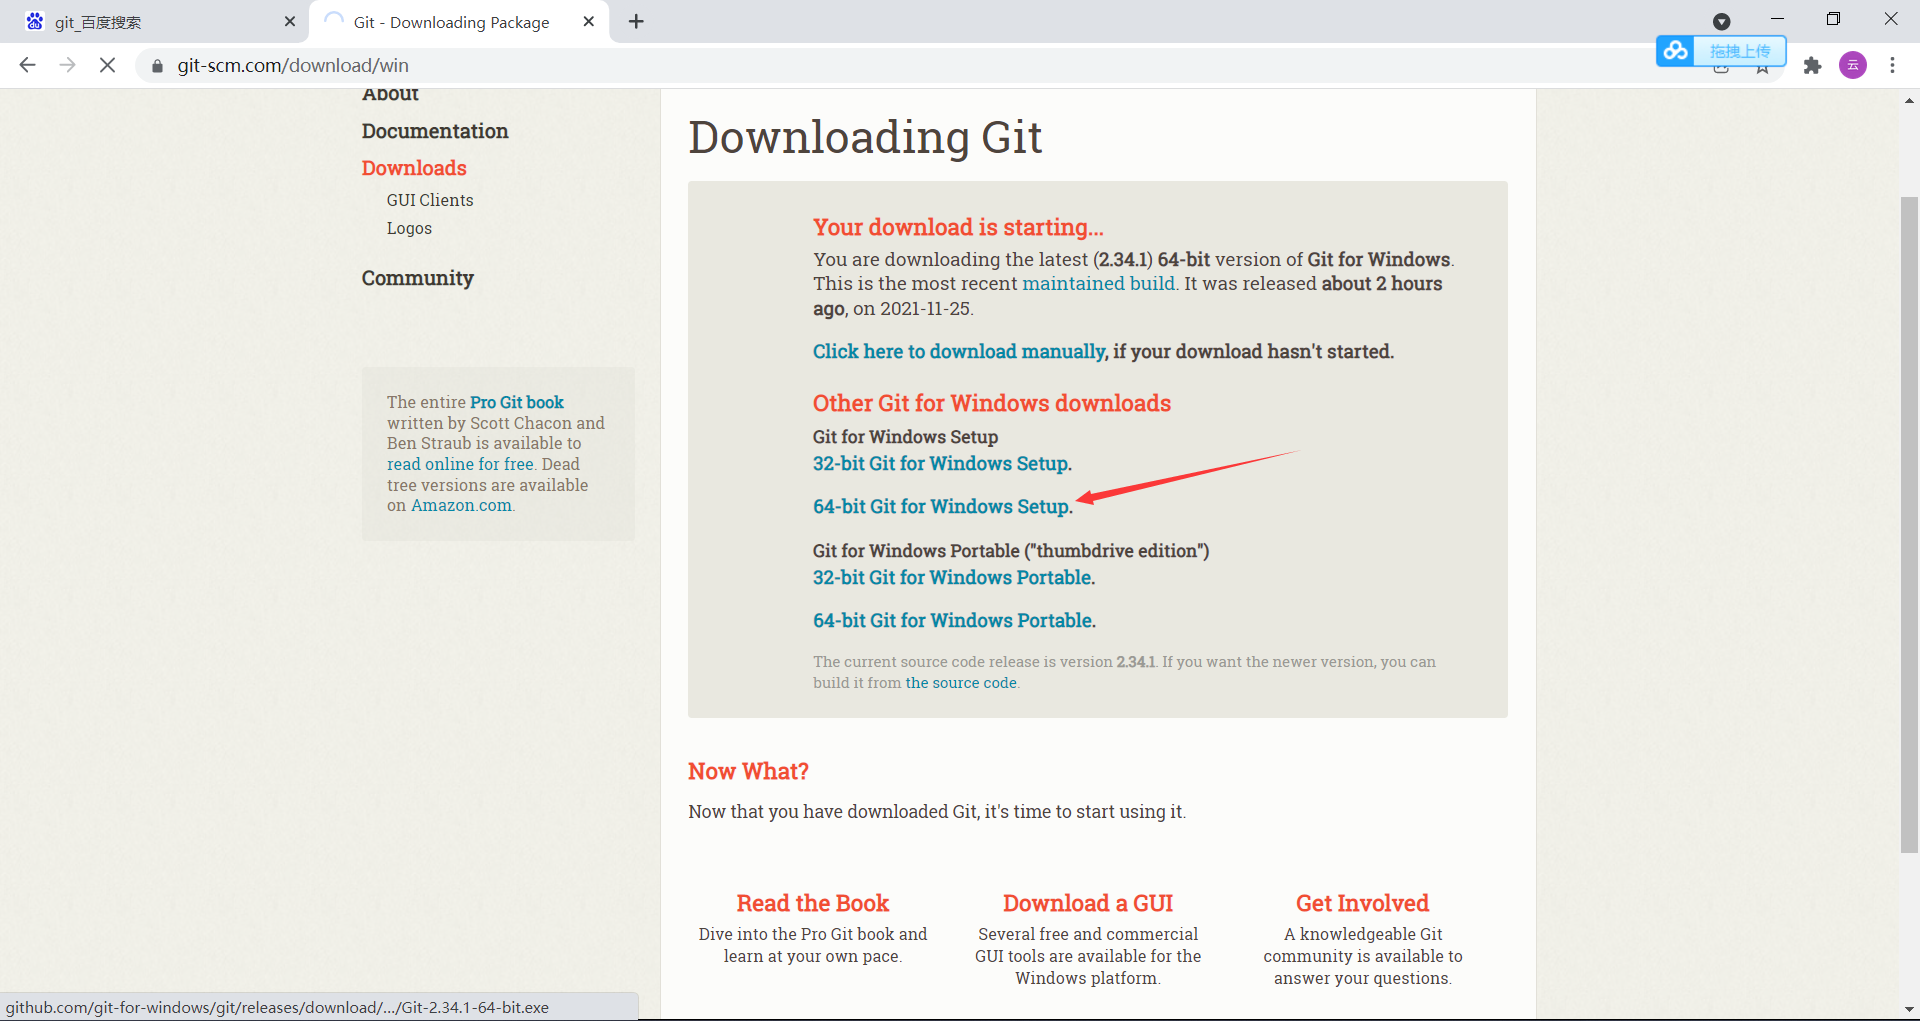 git_百度搜索
Git - Downloading Package
git-scm.com/download/win
拖拽上传
云
About
Documentation
Downloads
GUI Clients
Logos
Community
The entire Pro Git book
written by Scott Chacon and
Ben Straub is available to
read online for free. Dead
tree versions are available
on Amazon.com.
Downloading Git
Your download is starting...
You are downloading the latest (2.34.1) 64-bit version of Git for Windows.
This is the most recent maintained build. It was released about 2 hours
ago, on 2021-11-25.
Click here to download manually, if your download hasn't started.
Other Git for Windows downloads
Git for Windows Setup
32-bit Git for Windows Setup.
64-bit Git for Windows Setup.
Git for Windows Portable ("thumbdrive edition")
32-bit Git for Windows Portable.
64-bit Git for Windows Portable.
The current source code release is version 2.34.1. If you want the newer version, you can
build it from the source code.
Now What?
Now that you have downloaded Git, it's time to start using it.
Read the Book
Dive into the Pro Git book and
learn at your own pace.
Download a GUI
Several free and commercial
GUI tools are available for the
Windows platform.
Get Involved
A knowledgeable Git
community is available to
answer your questions.
github.com/git-for-windows/git/releases/download/.../Git-2.34.1-64-bit.exe